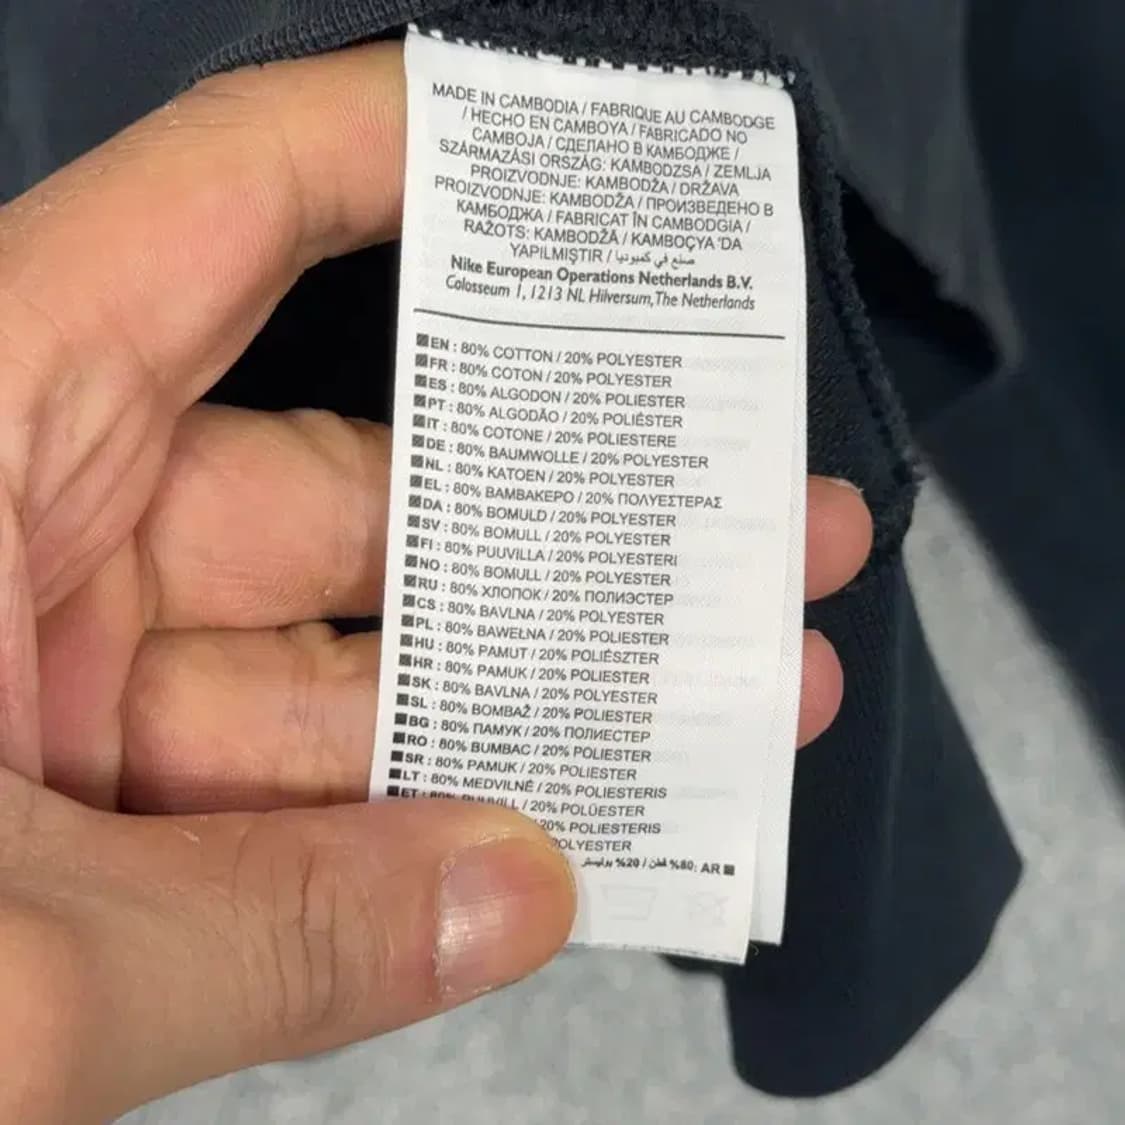 MADE IN CAMBODIA / FABRIQUE AU CAMBODGE
/ HECHO EN CAMBOYA / FABRICADO NO
CAMBOJA / СДЕЛАНО В КАМБОДЖЕ /
SZÁRMAZÁSI ORSZÁG: KAMBODZSA / ZEMLJA
PROIZVODNJE: KAMBODŽA / DRŽAVA
PROIZVODNJE: KAMBODŽA / ПРОИЗВЕДЕНО В
КАМБОДЖА / FABRICAT ÎN CAMBODGIA /
RAŽOTS: KAMBODŽĀ / KAMBOÇYA 'DA
YAPILMIŞTIR / صنع في كمبوديا
Nike European Operations Netherlands B.V.
Colosseum 1, 1213 NL Hilversum, The Netherlands
EN : 80% COTTON / 20% POLYESTER
FR : 80% COTON / 20% POLYESTER
ES : 80% ALGODON / 20% POLIESTER
PT : 80% ALGODÃO / 20% POLIÉSTER
IT : 80% COTONE / 20% POLIESTERE
DE : 80% BAUMWOLLE / 20% POLYESTER
NL : 80% KATOEN / 20% POLYESTER
EL : 80% ΒΑΜΒΑΚΕΡΟ / 20% ΠΟΛΥΕΣΤΕΡΑΣ
DA : 80% BOMULD / 20% POLYESTER
SV : 80% BOMULL / 20% POLYESTER
FI : 80% PUUVILLA / 20% POLYESTERI
NO : 80% BOMULL / 20% POLYESTER
RU : 80% ХЛОПОК / 20% ПОЛИЭСТЕР
CS : 80% BAVLNA / 20% POLYESTER
PL : 80% BAWEŁNA / 20% POLIESTER
HU : 80% PAMUT / 20% POLIÉSZTER
HR : 80% PAMUK / 20% POLIESTER
SK : 80% BAVLNA / 20% POLYESTER
SL : 80% BOMBAŽ / 20% POLIESTER
BG : 80% ПАМУК / 20% ПОЛИЕСТЕР
RO : 80% BUMBAC / 20% POLIESTER
SR : 80% PAMUK / 20% POLIESTER
LT : 80% MEDVILNĖ / 20% POLIESTERIS
ET : 80% PUUVILL / 20% POLÜESTER
/ 20% POLIESTERIS
POLYESTER
AR :80% قطن / 20% بوليستر